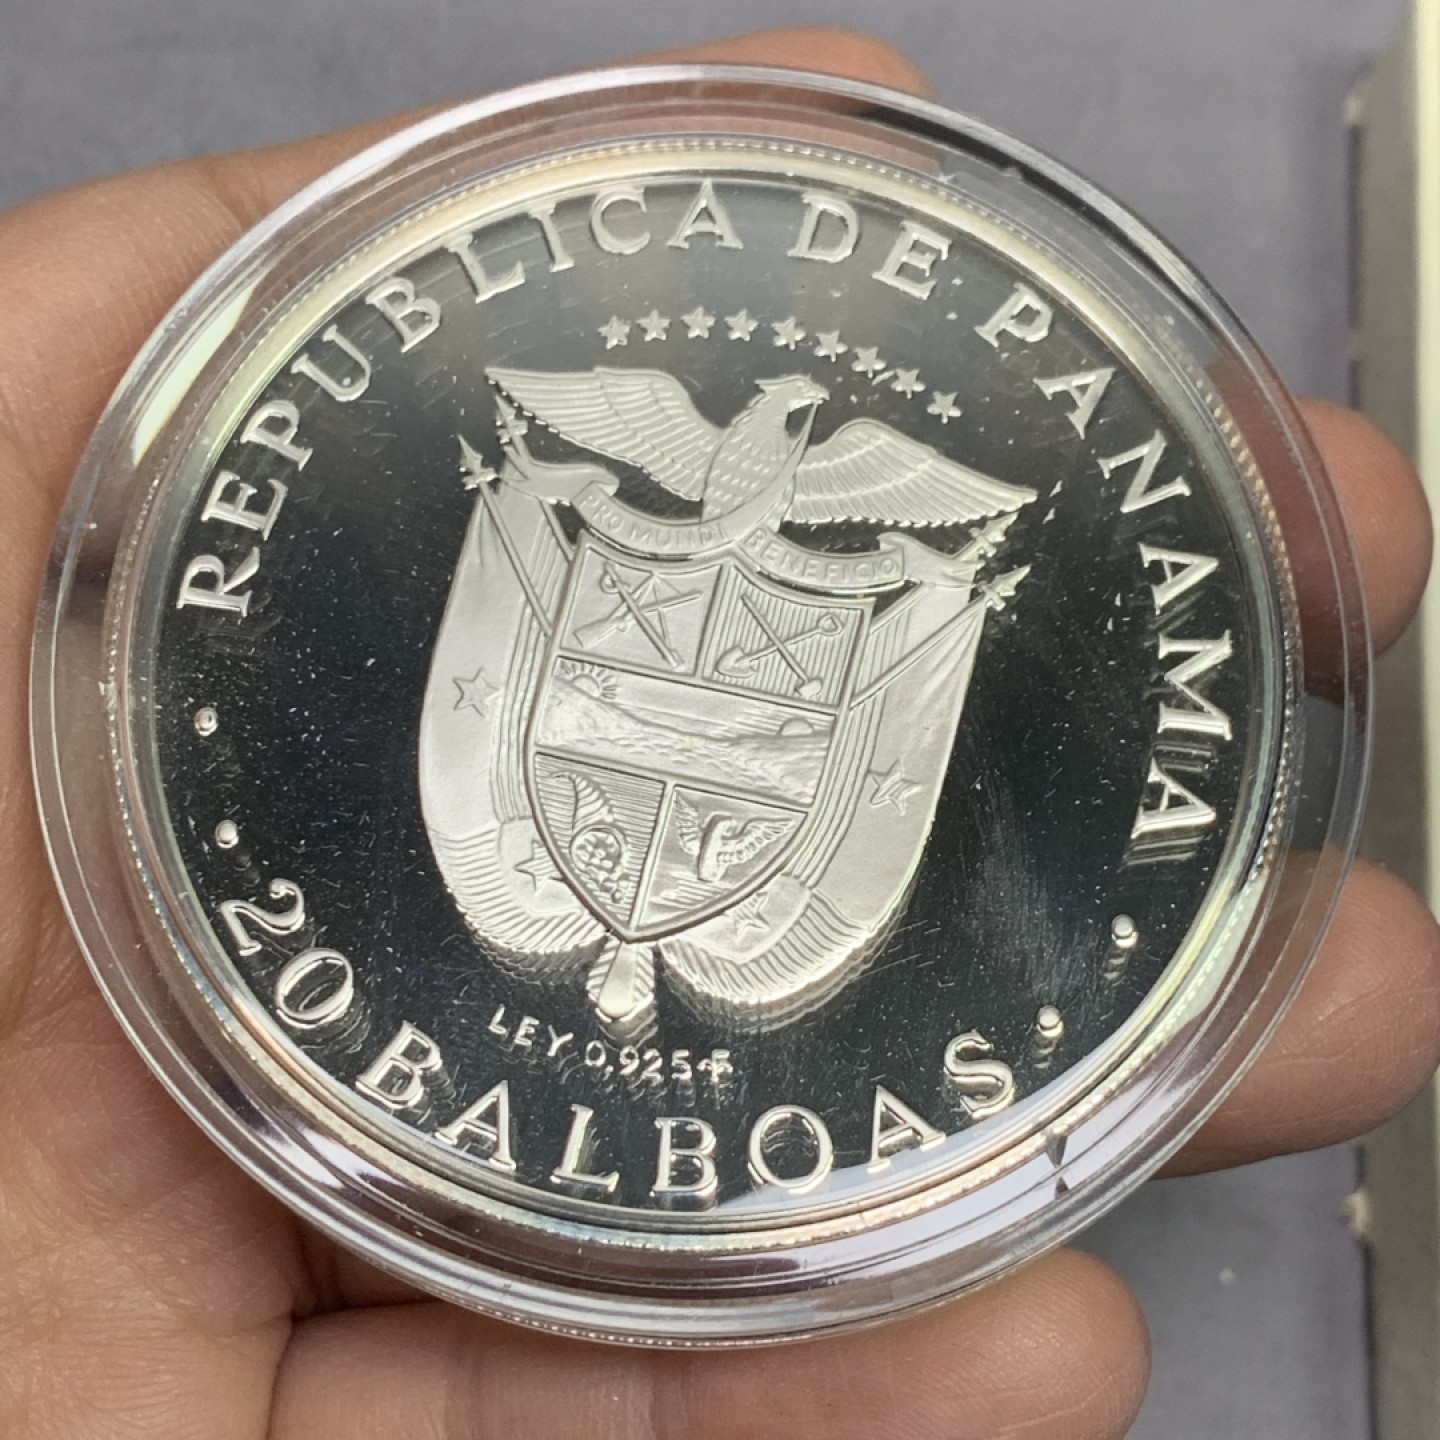 REPUBLICA DE PANAMA
PRO MUNDI BENEFICIO
LEY 0,925
20 BALBOAS